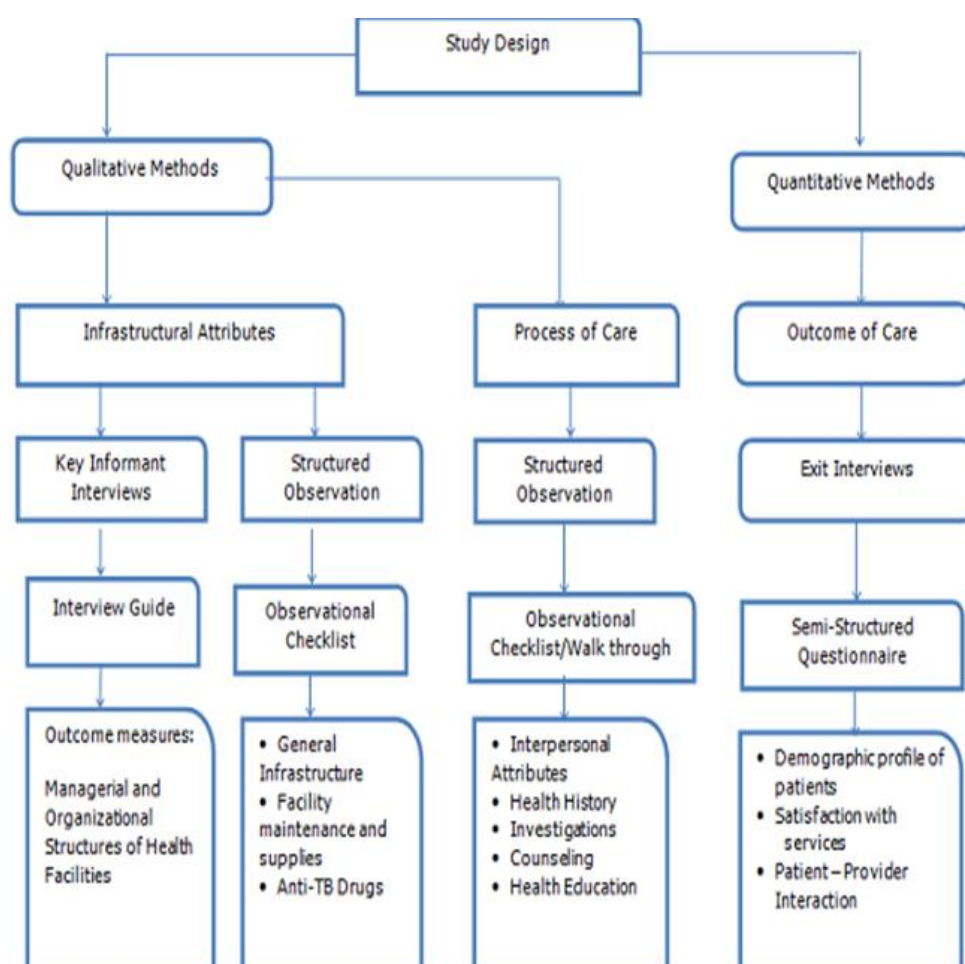 Study Design
Qualitative Methods
Quantitative Methods
Infrastructural Attributes
Process of Care
Outcome of Care
Key Informant
Interviews
Structured
Observation
Structured
Observation
Exit Interviews
Interview Guide
Observational
Checklist
Observational
Checklist/Walk through
Semi-Structured
Questionnaire
Outcome measures:
Managerial and
Organizational
Structures of Health
Facilities
• General
Infrastructure
• Facility
maintenance and
supplies
• Anti-TB Drugs
• Interpersonal
Attributes
• Health History
• Investigations
• Counseling
• Health Education
• Demographic profile of
patients
• Satisfaction with
services
• Patient – Provider
Interaction